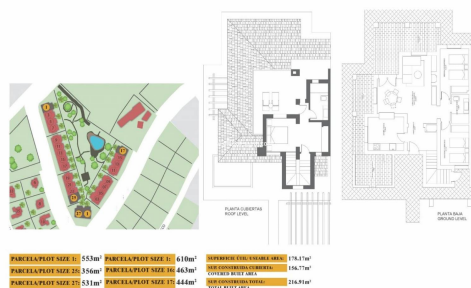 PLANTA CUBIERTAS
ROOF LEVEL
PLANTA BAJA
GROUND LEVEL
PARCELA/PLOT SIZE 1: 553m²
PARCELA/PLOT SIZE 25: 356m²
PARCELA/PLOT SIZE 27: 531m²
PARCELA/PLOT SIZE 1: 610m²
PARCELA/PLOT SIZE 16: 463m²
PARCELA/PLOT SIZE 17: 444m²
SUPERFICIE UTIL: USEABLE AREA: 178.17m²
SUP CONSTRUIDA CUBIERTA: 156.77m²
COVERED BUILT AREA
SUP CONSTRUIDA TOTAL: 216.91m²
TOTAL BUILT AREA